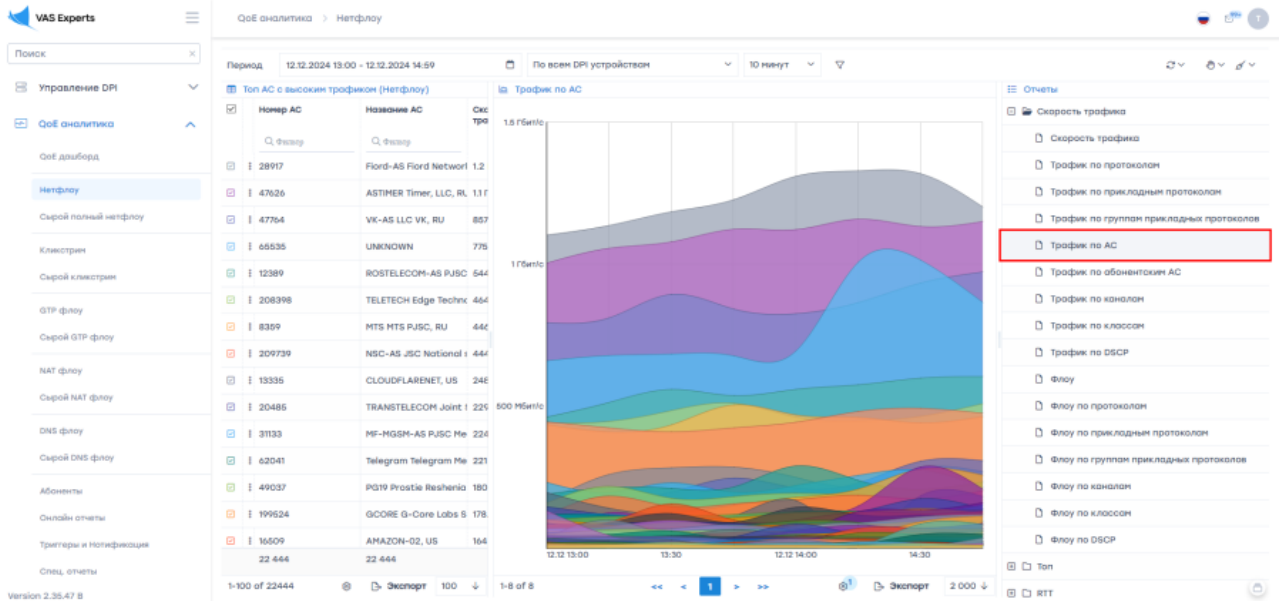 VAS Experts
QoE аналитика > Нетфлоу
Поиск
Управление DPI
QoE аналитика
QoE дашборд
Нетфлоу
Сырой полный нетфлоу
Кликстрим
Сырой кликстрим
GTP флоу
Сырой GTP флоу
NAT флоу
Сырой NAT флоу
DNS флоу
Сырой DNS флоу
Абоненты
Онлайн отчеты
Триггеры и Нотификация
Спец. отчеты
Version 2.35.47 B
Период 12.12.2024 13:00 - 12.12.2024 14:59
По всем DPI устройствам
10 минут
Топ АС с высоким трафиком (Нетфлоу)
Номер АС Название АС Ско
тра
Фильтр Фильтр
28917 Fiord-AS Fiord Networ 1.2
47626 ASTIMER Timer, LLC, RU 1.1 Г
47764 VK-AS LLC VK, RU 857
65535 UNKNOWN 775
12389 ROSTELECOM-AS PJSC 544
208398 TELETECH Edge Techno 464
8359 MTS MTS PJSC, RU 446
209739 NSC-AS JSC National 444
13335 CLOUDFLARENET, US 246
20485 TRANSTELECOM Joint 229
31133 MF-MGSM-AS PJSC Me 224
62041 Telegram Telegram Me 221
49037 PG19 Prostie Reshenia 180
199524 GCORE G-Core Labs S 178.
16509 AMAZON-02, US 164
22 444 22 444
1-100 of 22444 Экспорт 100
Трафик по АС
1.5 Гбит/с
1 Гбит/с
500 Мбит/с
12.12 13:00 13:30 12.12 14:00 14:30
1-8 of 8 << < 1 > >> 1 Экспорт 2 000
Отчеты
Скорость трафика
Скорость трафика
Трафик по протоколам
Трафик по прикладным протоколам
Трафик по группам прикладных протоколов
Трафик по АС
Трафик по абонентским АС
Трафик по каналам
Трафик по классам
Трафик по DSCP
Флоу
Флоу по протоколам
Флоу по прикладным протоколам
Флоу по группам прикладных протоколов
Флоу по каналам
Флоу по классам
Флоу по DSCP
Топ
RTT
T